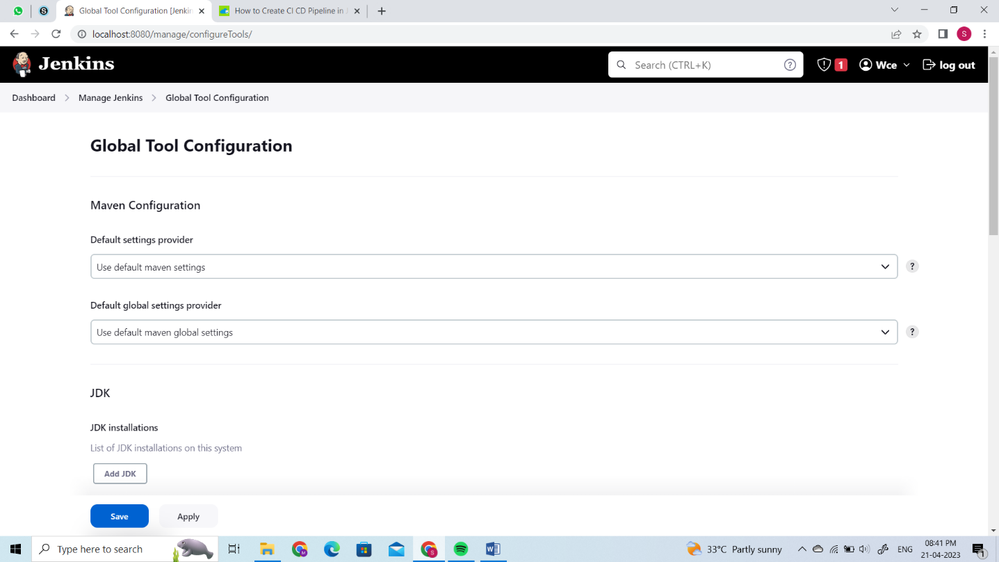 Global Tool Configuration [Jenkin
How to Create CI CD Pipeline in J
localhost:8080/manage/configureTools/
S
Jenkins
Search (CTRL+K)
?
1
Wce
log out
Dashboard
Manage Jenkins
Global Tool Configuration
Global Tool Configuration
Maven Configuration
Default settings provider
Use default maven settings
?
Default global settings provider
Use default maven global settings
?
JDK
JDK installations
List of JDK installations on this system
Add JDK
Save
Apply
Type here to search
33°C Partly sunny
ENG
08:41 PM
21-04-2023
1